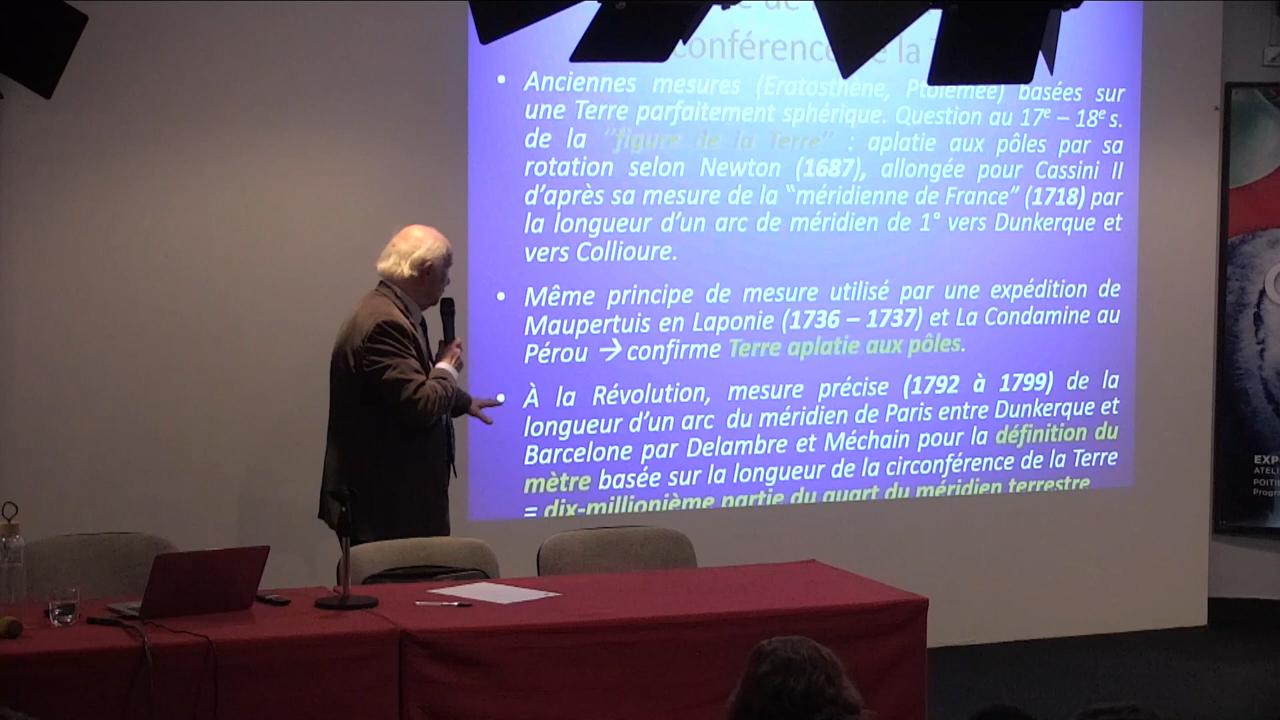 de
conférence de la
• Anciennes mesures (Eratosthène, Ptolémée) basées sur
une Terre parfaitement sphérique. Question au 17e – 18e s.
de la "figure de la Terre" : aplatie aux pôles par sa
rotation selon Newton (1687), allongée pour Cassini II
d'après sa mesure de la "méridienne de France" (1718) par
la longueur d'un arc de méridien de 1° vers Dunkerque et
vers Collioure.
• Même principe de mesure utilisé par une expédition de
Maupertuis en Laponie (1736 – 1737) et La Condamine au
Pérou → confirme Terre aplatie aux pôles.
• À la Révolution, mesure précise (1792 à 1799) de la
longueur d'un arc du méridien de Paris entre Dunkerque et
Barcelone par Delambre et Méchain pour la définition du
mètre basée sur la longueur de la circonférence de la Terre
= dix-millionième partie du quart du méridien terrestre
EXP
ATELI
POITI
Progr